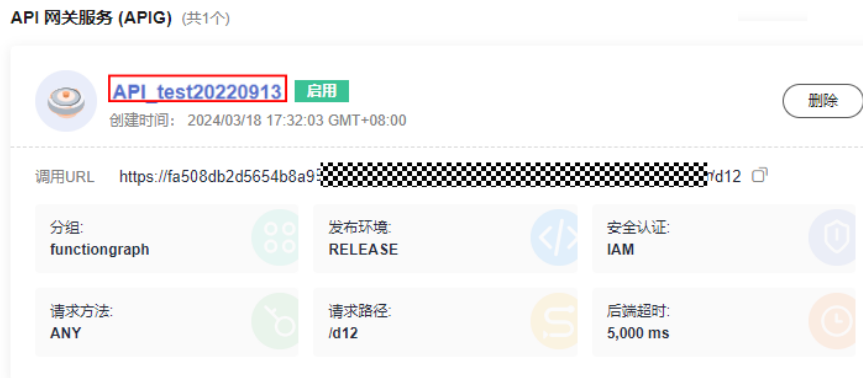 API 网关服务 (APIG) (共1个)
API_test20220913 启用
删除
创建时间： 2024/03/18 17:32:03 GMT+08:00
调用URL https://fa508db2d5654b8a9 /d12
分组:
functiongraph
发布环境:
RELEASE
安全认证:
IAM
请求方法:
ANY
请求路径:
/d12
后端超时:
5,000 ms